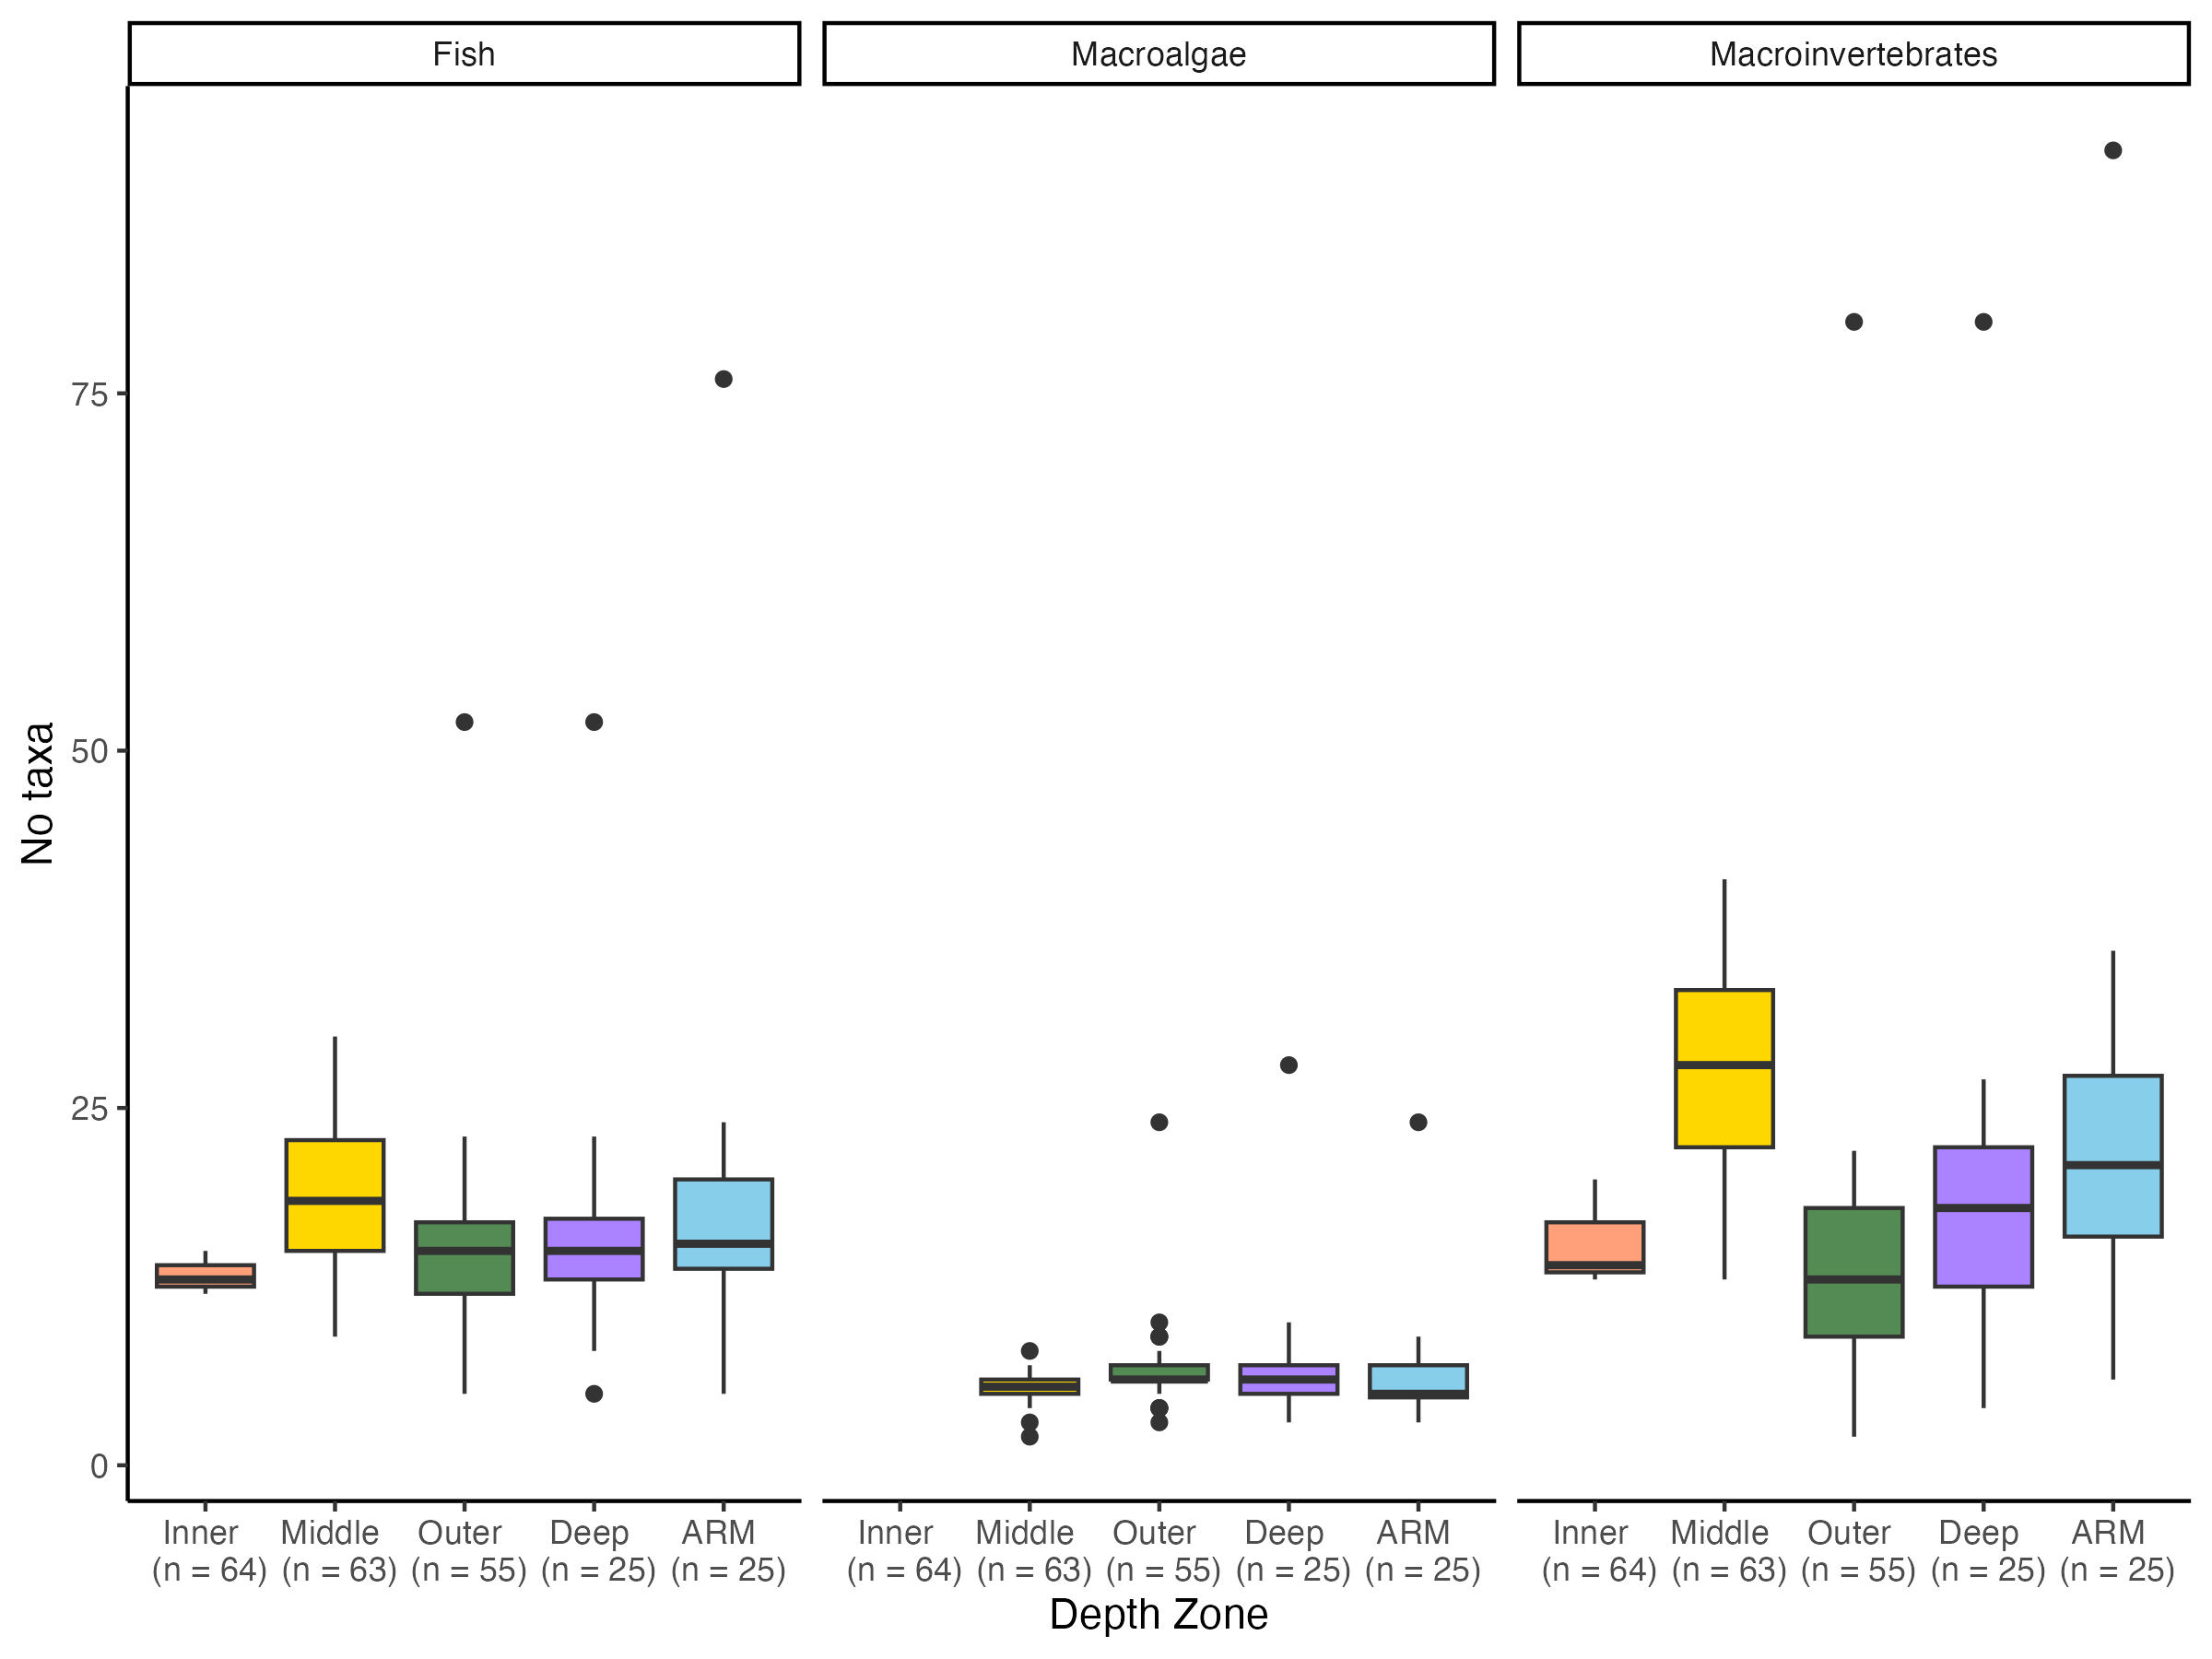 Fish Macroalgae Macroinvertebrates
No taxa
75
50
25
0
Inner Middle Outer Deep ARM Inner Middle Outer Deep ARM Inner Middle Outer Deep ARM
(n = 64) (n = 63) (n = 55) (n = 25) (n = 25) (n = 64) (n = 63) (n = 55) (n = 25) (n = 25) (n = 64) (n = 63) (n = 55) (n = 25) (n = 25)
Depth Zone